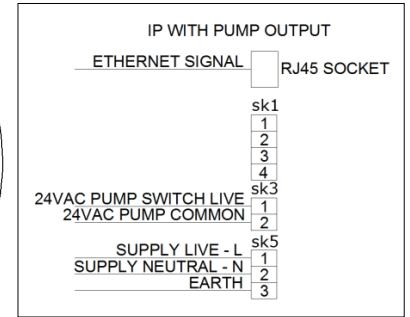 IP WITH PUMP OUTPUT
ETHERNET SIGNAL
RJ45 SOCKET
sk1
1
2
3
4
sk3
24VAC PUMP SWITCH LIVE 1
24VAC PUMP COMMON 2
sk5
SUPPLY LIVE - L 1
SUPPLY NEUTRAL - N 2
EARTH 3